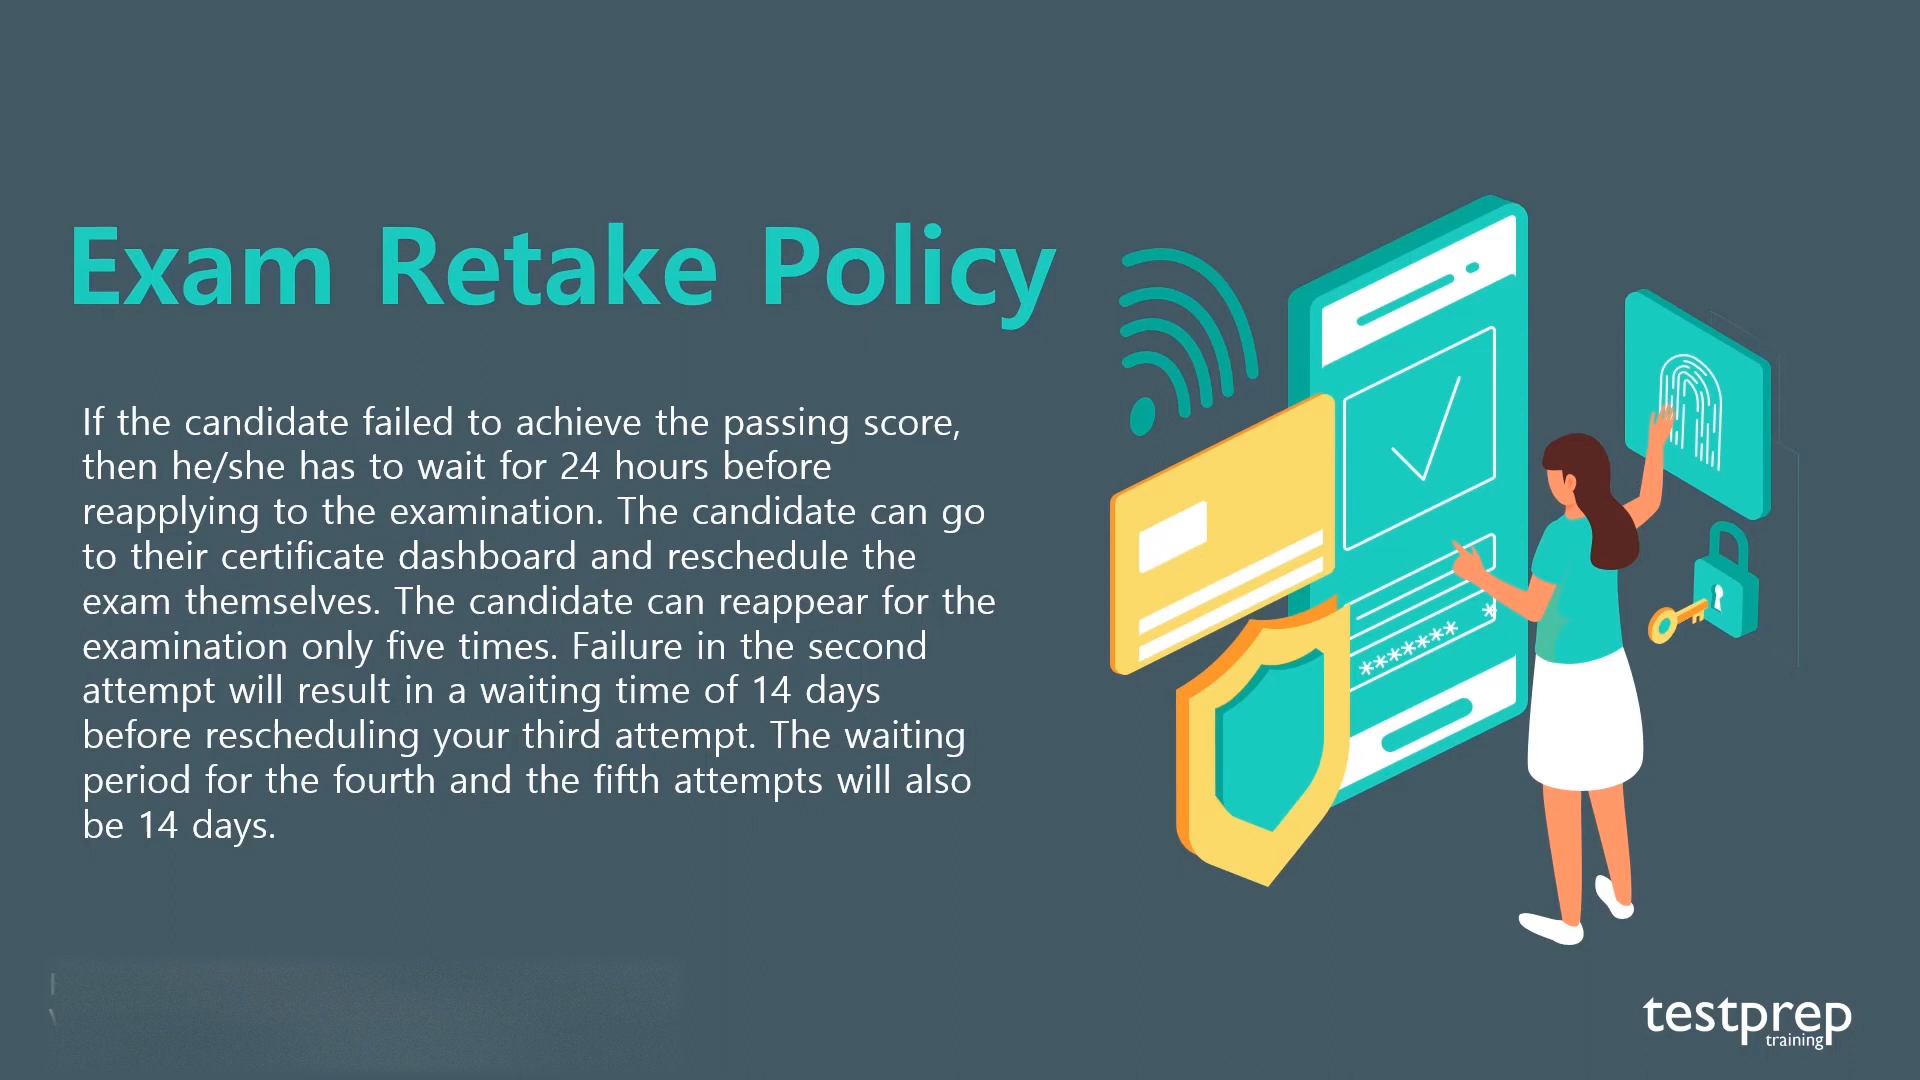 Exam Retake Policy
If the candidate failed to achieve the passing score,
then he/she has to wait for 24 hours before
reapplying to the examination. The candidate can go
to their certificate dashboard and reschedule the
exam themselves. The candidate can reappear for the
examination only five times. Failure in the second
attempt will result in a waiting time of 14 days
before rescheduling your third attempt. The waiting
period for the fourth and the fifth attempts will also
be 14 days.
*******
*
testprep
training